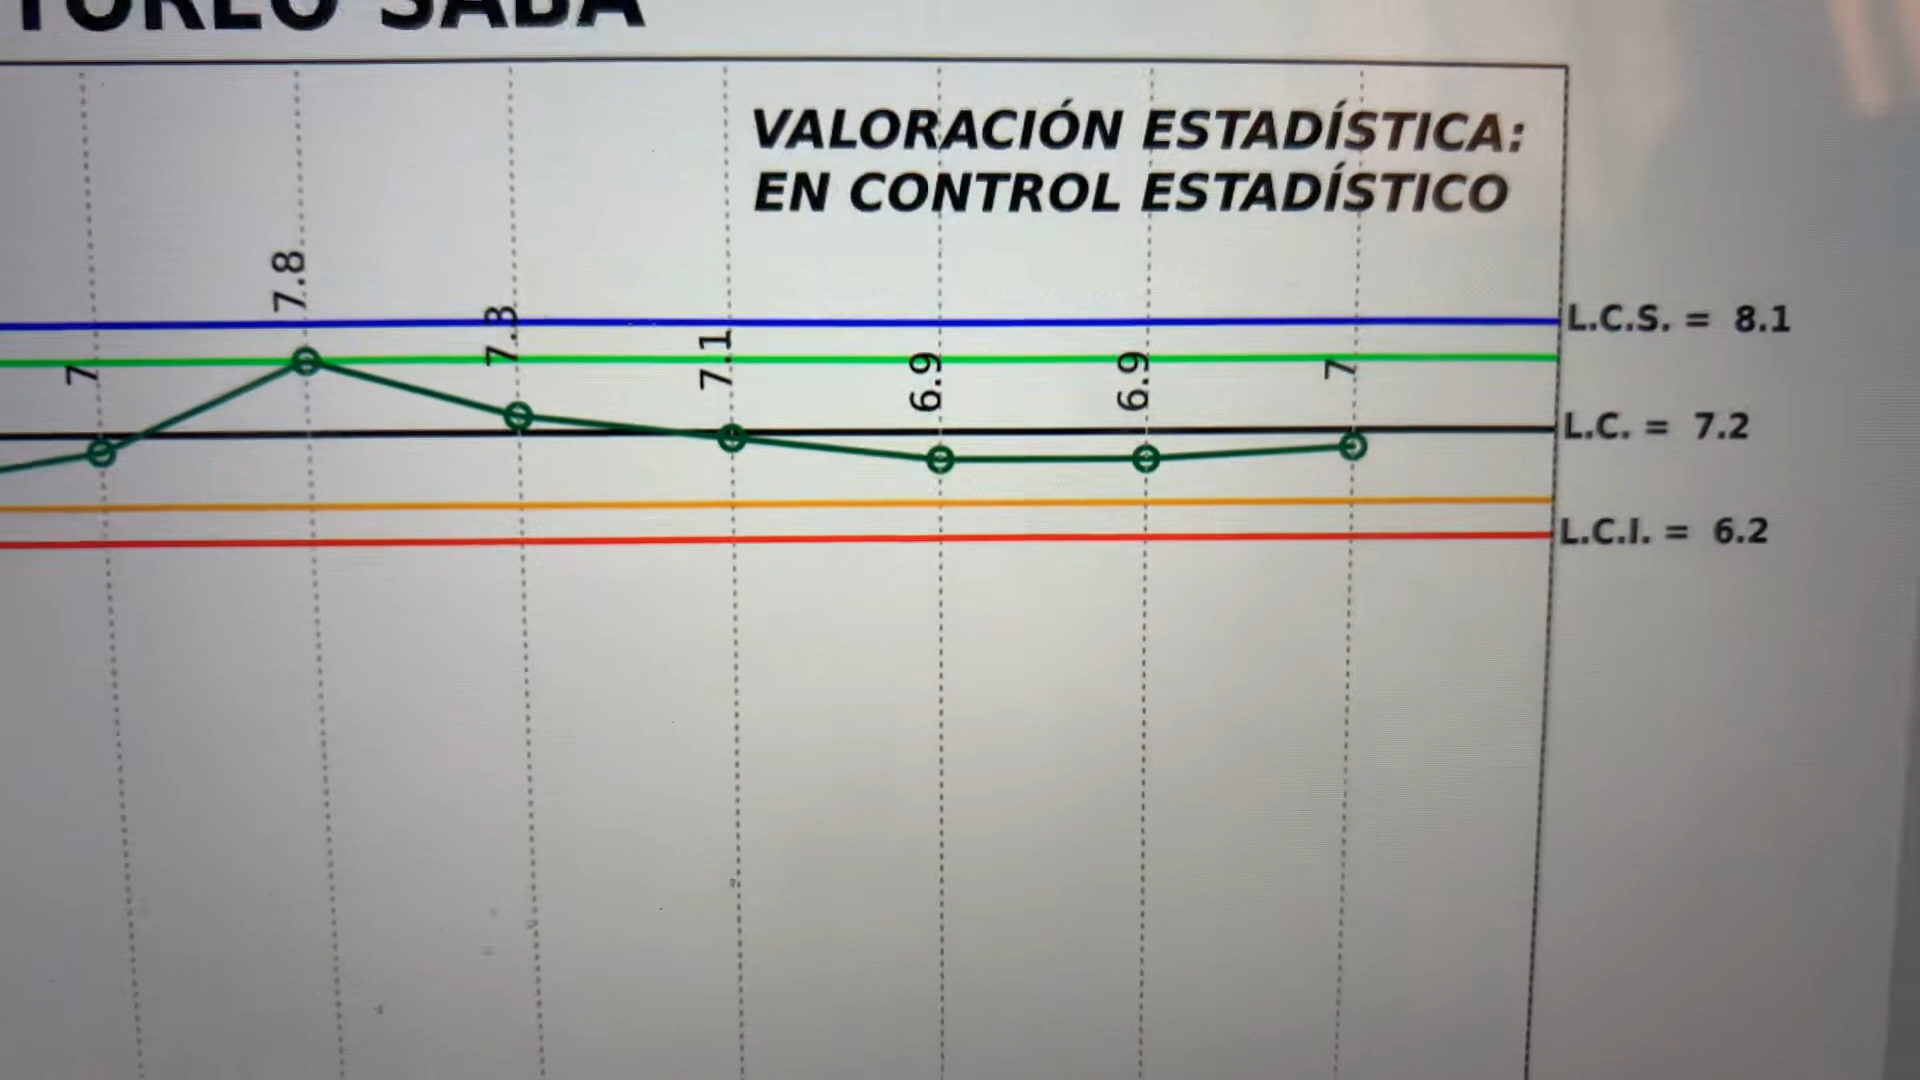 VALORACIÓN ESTADÍSTICA:
EN CONTROL ESTADÍSTICO
7
7.8
7.3
7.1
6.9
6.9
7
L.C.S. = 8.1
L.C. = 7.2
L.C.I. = 6.2